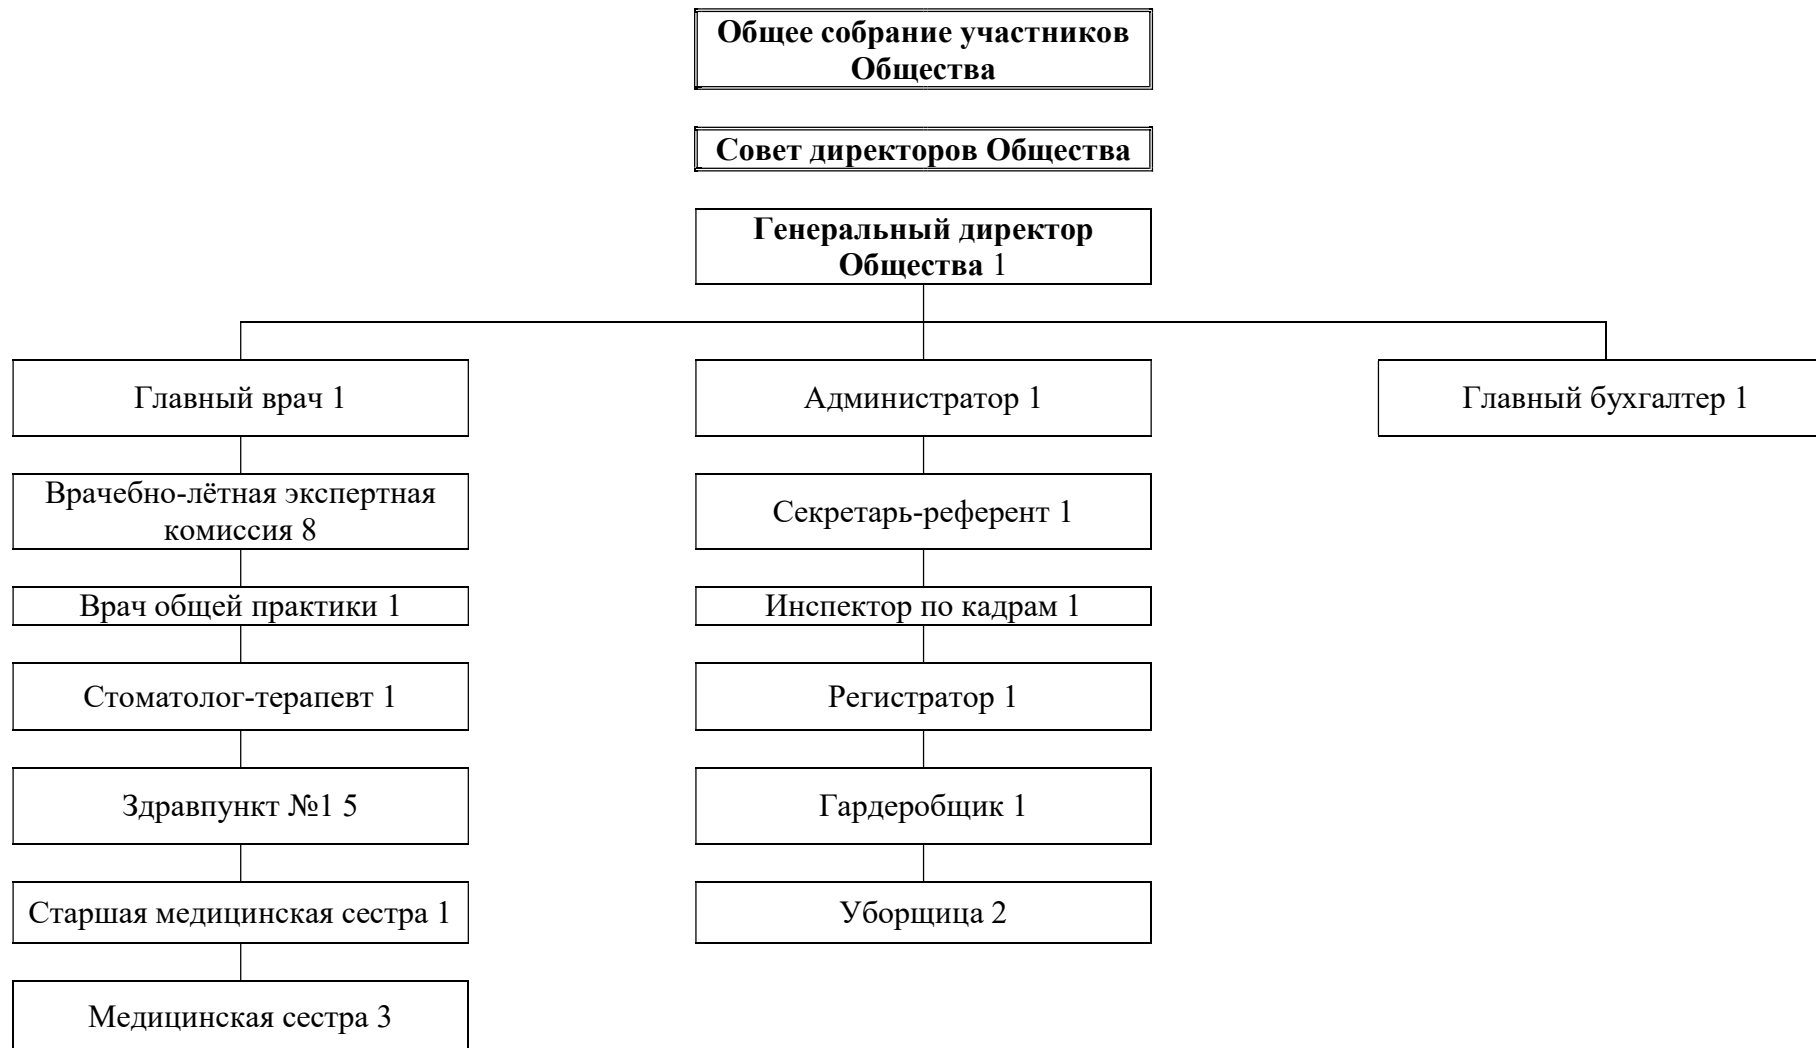 Общее собрание участников
Общества
Совет директоров Общества
Генеральный директор
Общества 1
Главный врач 1
Администратор 1
Главный бухгалтер 1
Врачебно-лётная экспертная
комиссия 8
Секретарь-референт 1
Врач общей практики 1
Инспектор по кадрам 1
Стоматолог-терапевт 1
Регистратор 1
Здравпункт №1 5
Гардеробщик 1
Старшая медицинская сестра 1
Уборщица 2
Медицинская сестра 3